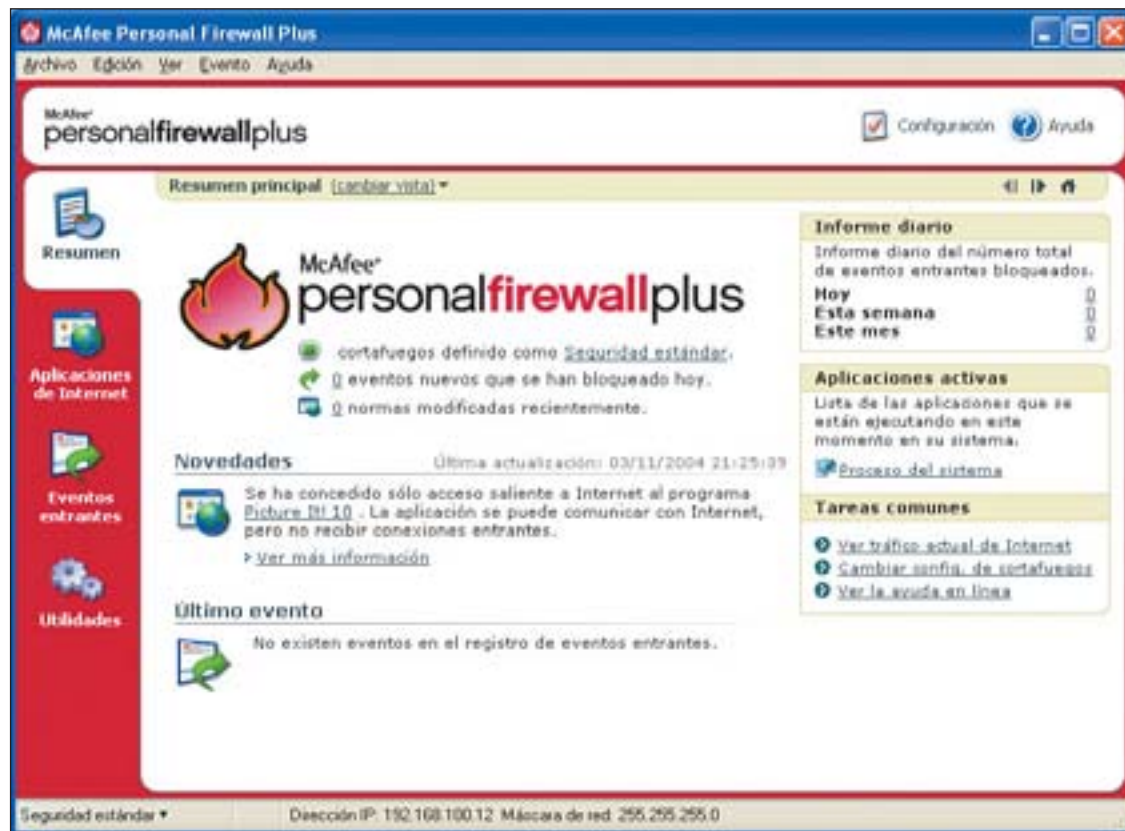 McAfee Personal Firewall Plus
Archivo Edición Ver Evento Ayuda
McAfee®
personalfirewallplus
Configuración Ayuda
Resumen principal (cambiar vista)
Resumen
Aplicaciones
de Internet
Eventos
entrantes
Utilidades
McAfee®
personalfirewallplus
cortafuegos definido como Seguridad estándar.
0 eventos nuevos que se han bloqueado hoy.
0 normas modificadas recientemente.
Novedades Última actualización: 03/11/2004 21:25:09
Se ha concedido sólo acceso saliente a Internet al programa
Picture It! 10 . La aplicación se puede comunicar con Internet,
pero no recibir conexiones entrantes.
Ver más información
Último evento
No existen eventos en el registro de eventos entrantes.
Informe diario
Informe diario del número total
de eventos entrantes bloqueados.
Hoy 0
Esta semana 0
Este mes 0
Aplicaciones activas
Lista de las aplicaciones que se
están ejecutando en este
momento en su sistema.
Proceso del sistema
Tareas comunes
Ver tráfico actual de Internet
Cambiar config. de cortafuegos
Ver la ayuda en línea
Seguridad estándar Dirección IP: 192.168.100.12 Máscara de red: 255.255.255.0